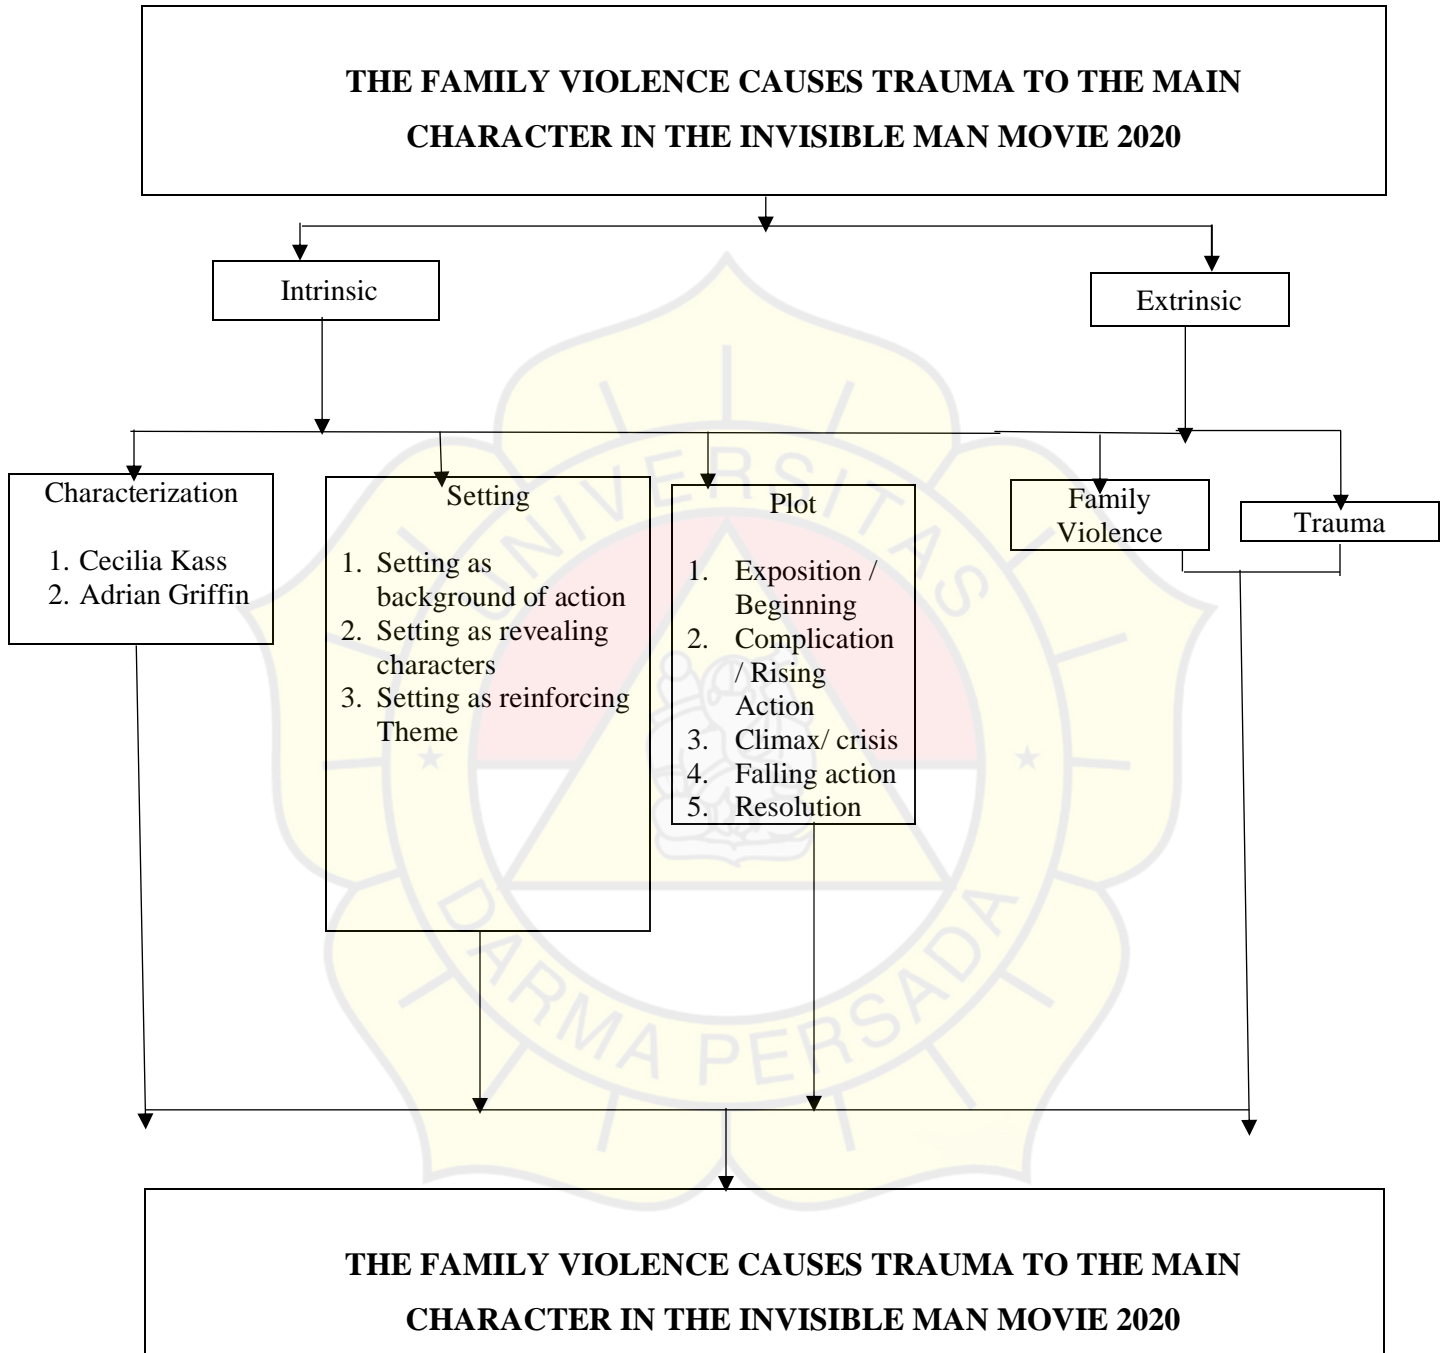 THE FAMILY VIOLENCE CAUSES TRAUMA TO THE MAIN
CHARACTER IN THE INVISIBLE MAN MOVIE 2020
Intrinsic
Extrinsic
Characterization
1. Cecilia Kass
2. Adrian Griffin
Setting
1. Setting as
background of action
2. Setting as revealing
characters
3. Setting as reinforcing
Theme
Plot
1. Exposition /
Beginning
2. Complication
/ Rising
Action
3. Climax/ crisis
4. Falling action
5. Resolution
Family
Violence
Trauma
UNIVERSITAS
DARMA PERSADA
THE FAMILY VIOLENCE CAUSES TRAUMA TO THE MAIN
CHARACTER IN THE INVISIBLE MAN MOVIE 2020